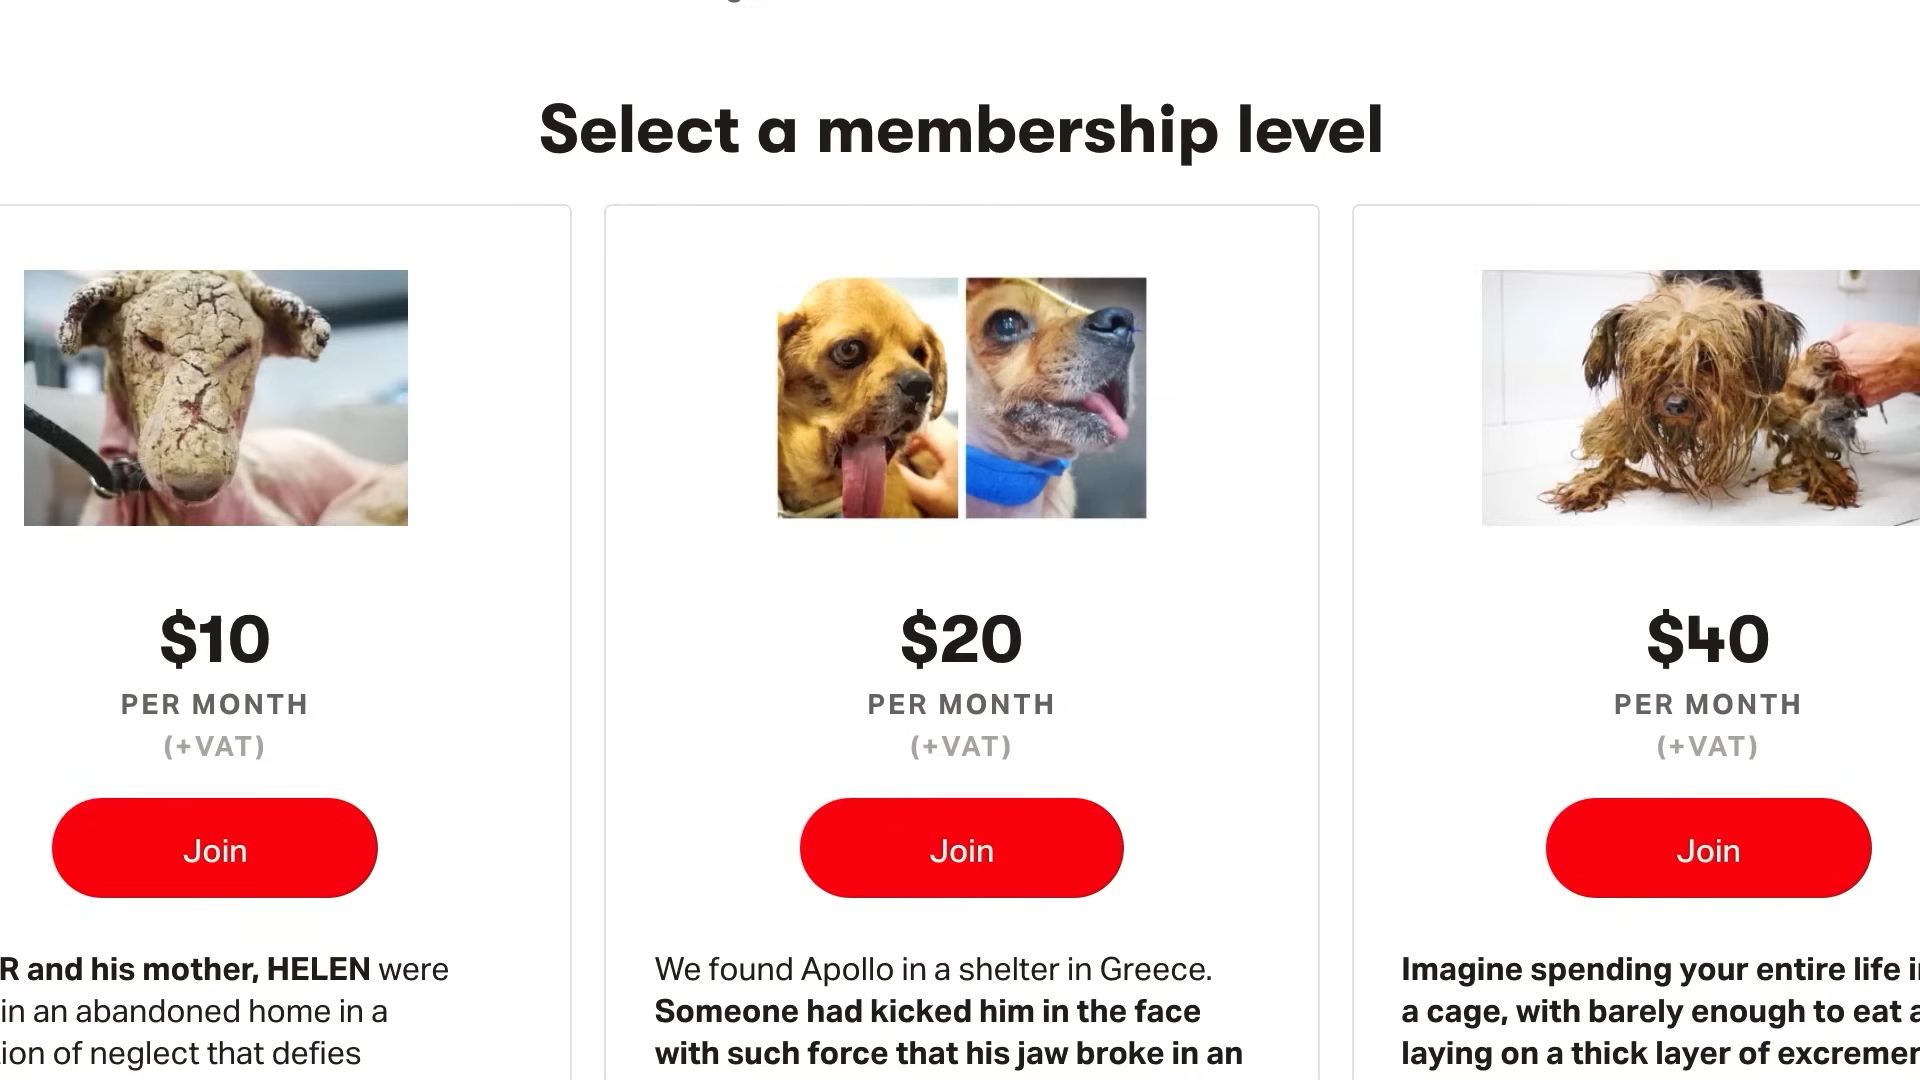 Select a membership level
$10
PER MONTH
(+VAT)
Join
R and his mother, HELEN were
in an abandoned home in a
tion of neglect that defies
$20
PER MONTH
(+VAT)
Join
We found Apollo in a shelter in Greece.
Someone had kicked him in the face
with such force that his jaw broke in an
$40
PER MONTH
(+VAT)
Join
Imagine spending your entire life
a cage, with barely enough to eat
laying on a thick layer of